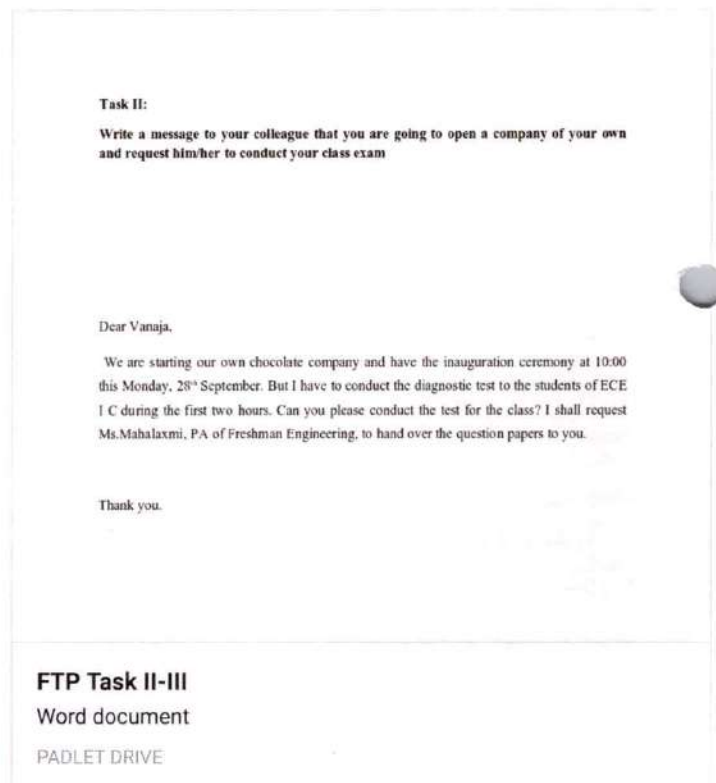 Task II:
Write a message to your colleague that you are going to open a company of your own
and request him/her to conduct your class exam
Dear Vanaja,
We are starting our own chocolate company and have the inauguration ceremony at 10:00
this Monday, 28th September. But I have to conduct the diagnostic test to the students of ECE
I C during the first two hours. Can you please conduct the test for the class? I shall request
Ms.Mahalaxmi, PA of Freshman Engineering, to hand over the question papers to you.
Thank you.
FTP Task II-III
Word document
PADLET DRIVE